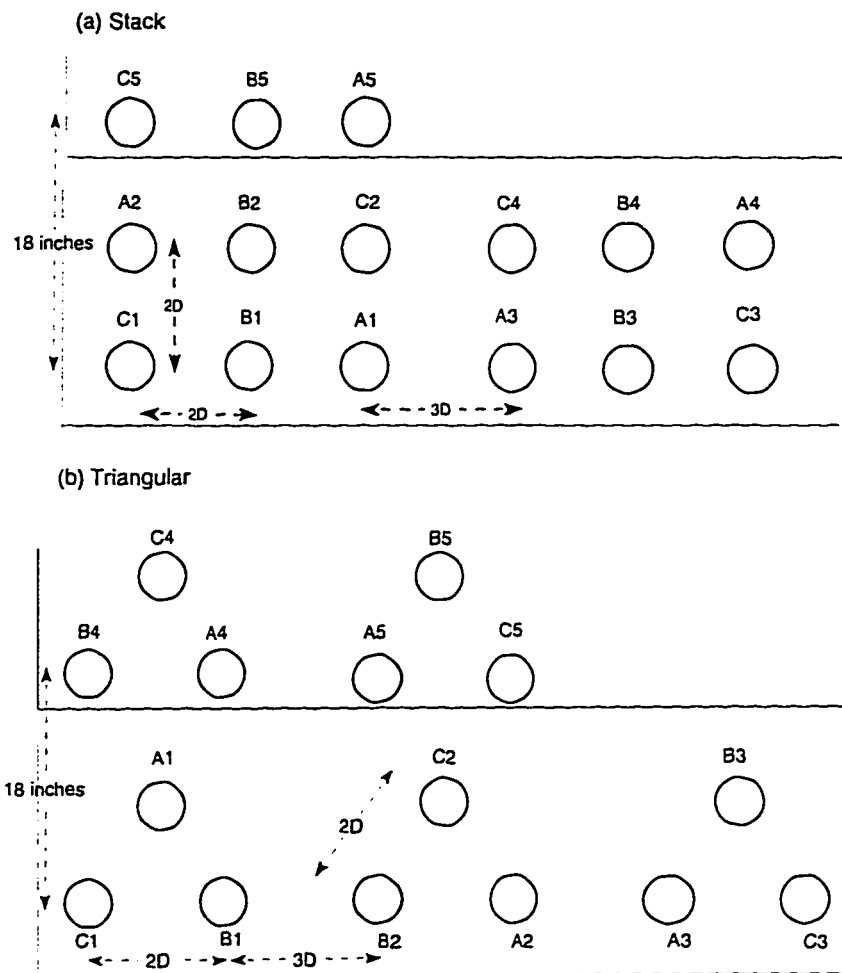 (a) Stack
C5 B5 A5
A2 B2 C2 C4 B4 A4
18 inches
2D
C1 B1 A1 A3 B3 C3
2D 3D
(b) Triangular
C4 B5
B4 A4 A5 C5
A1 C2 B3
18 inches
2D
C1 B1 B2 A2 A3 C3
2D 3D